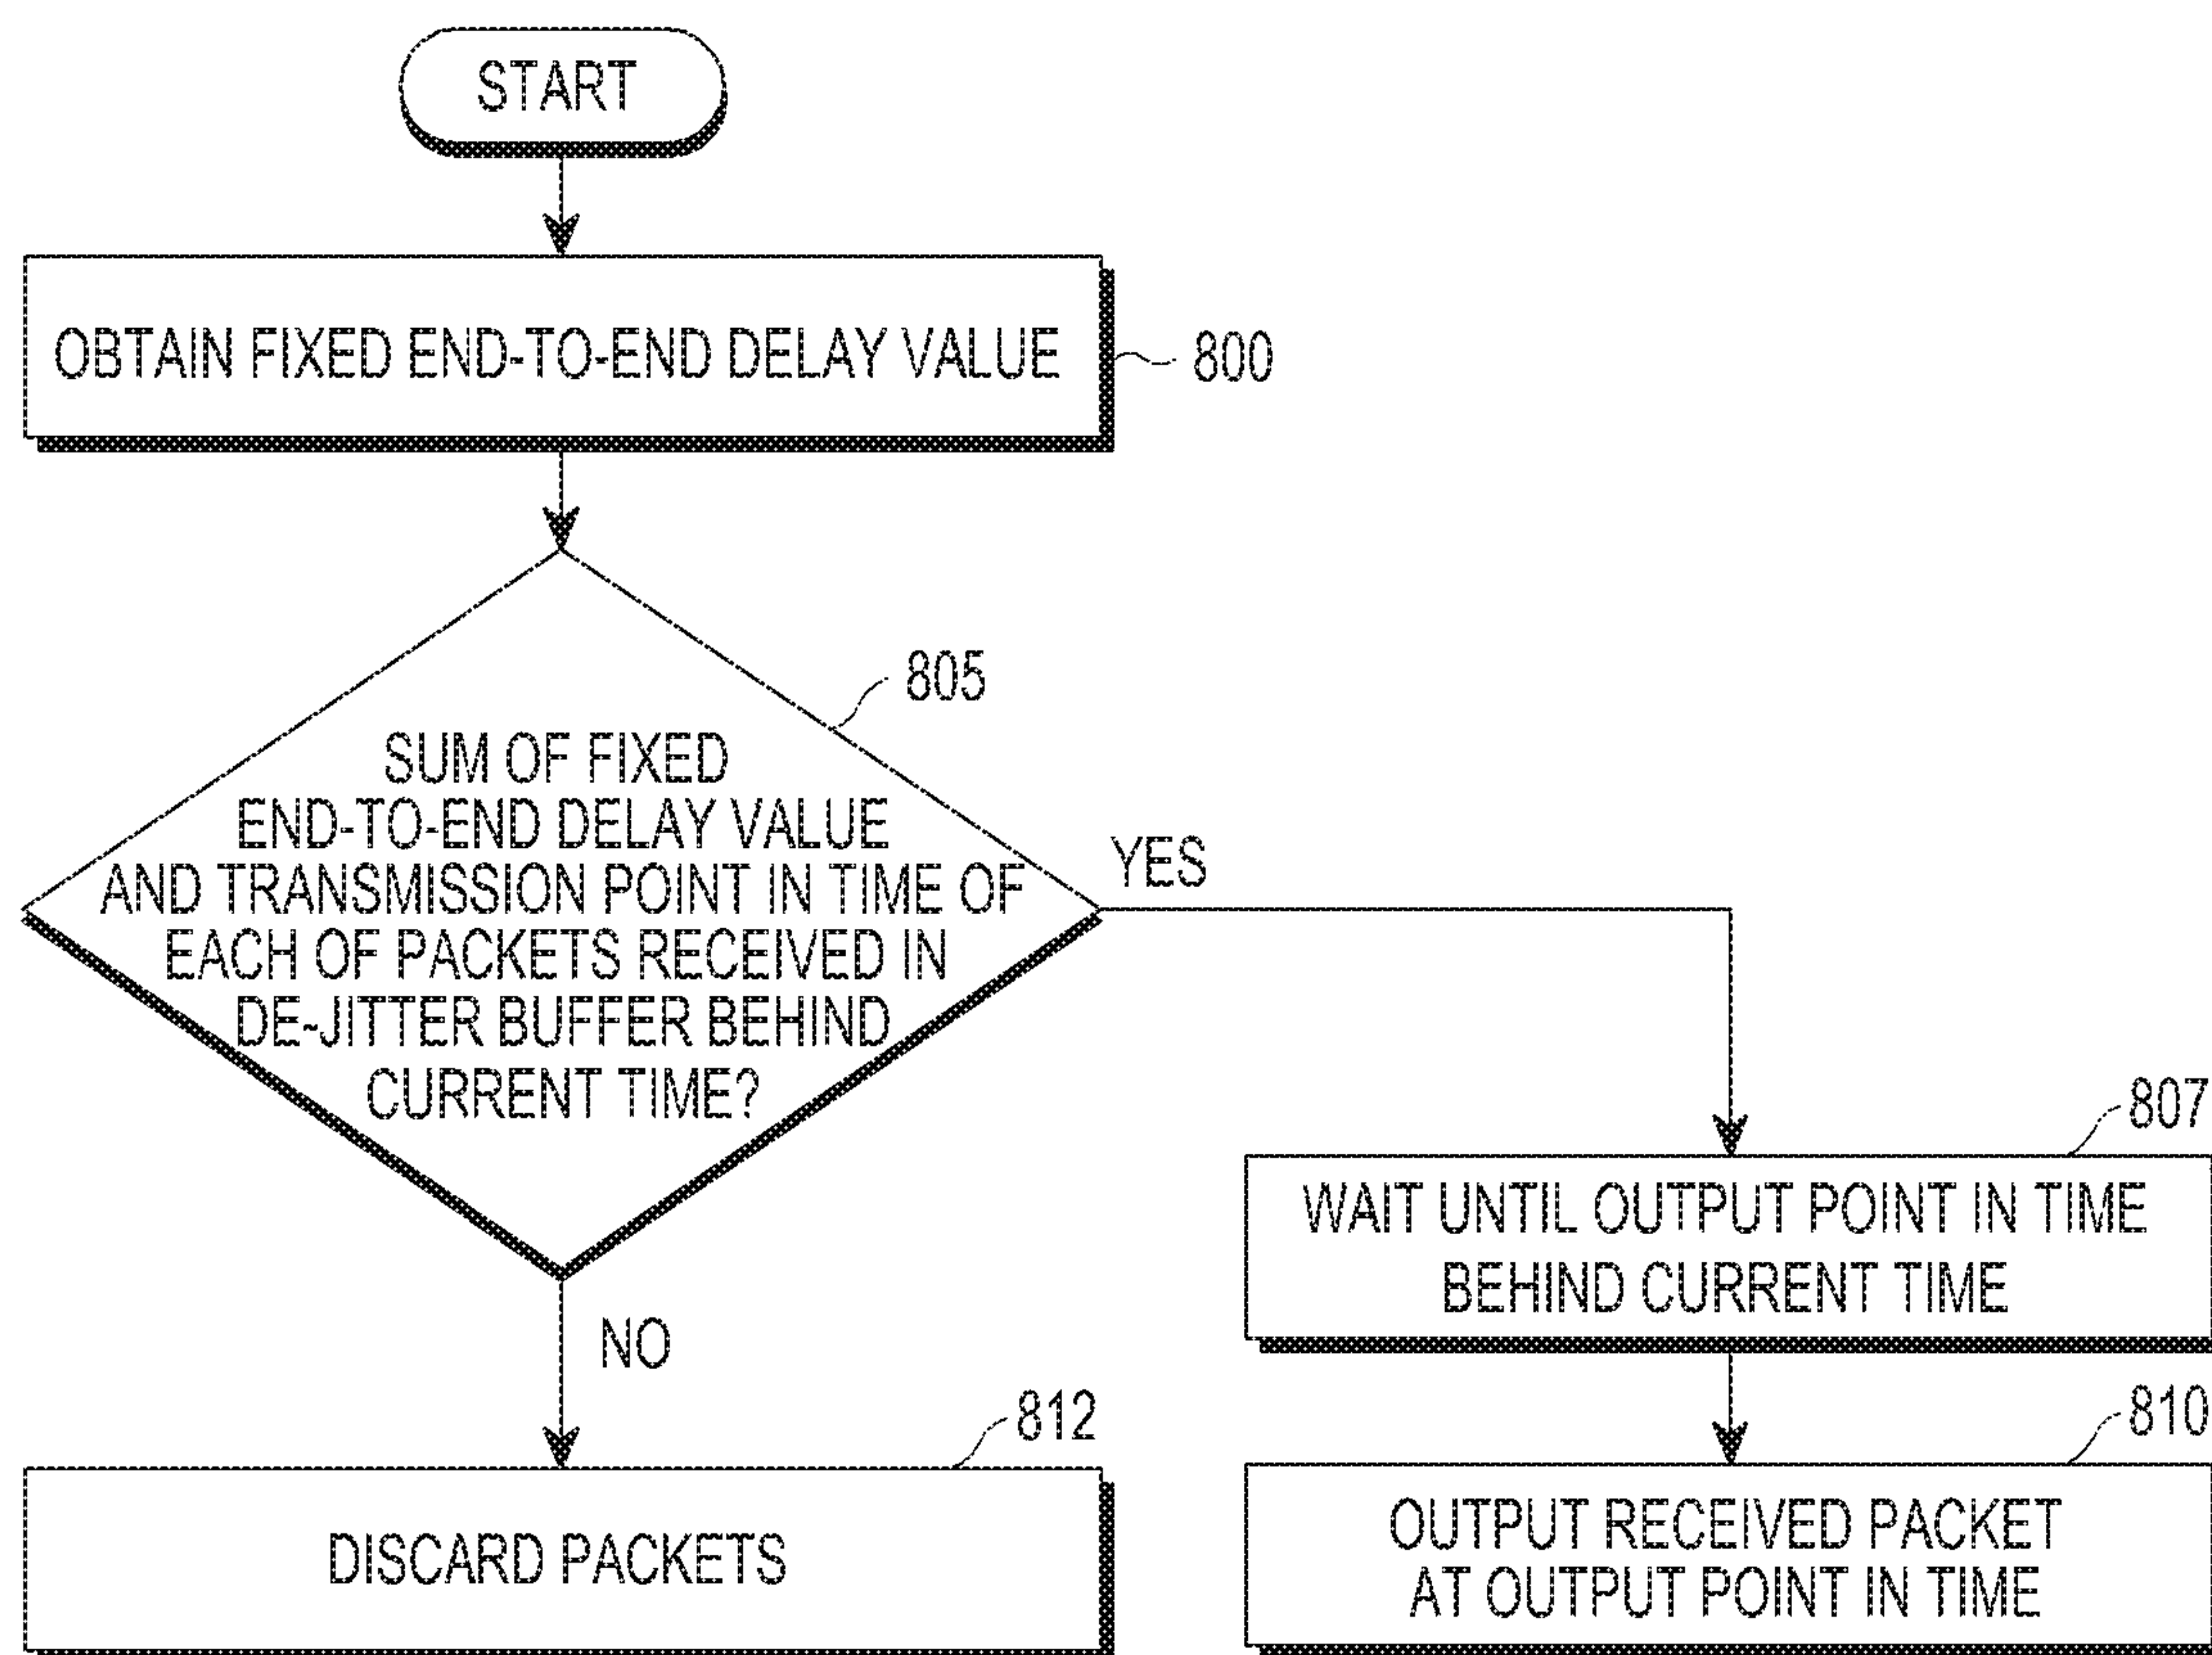 START
OBTAIN FIXED END-TO-END DELAY VALUE
800
805
SUM OF FIXED
END-TO-END DELAY VALUE
AND TRANSMISSION POINT IN TIME OF
EACH OF PACKETS RECEIVED IN
DE-JITTER BUFFER BEHIND
CURRENT TIME?
YES
807
WAIT UNTIL OUTPUT POINT IN TIME
BEHIND CURRENT TIME
NO
812
DISCARD PACKETS
810
OUTPUT RECEIVED PACKET
AT OUTPUT POINT IN TIME